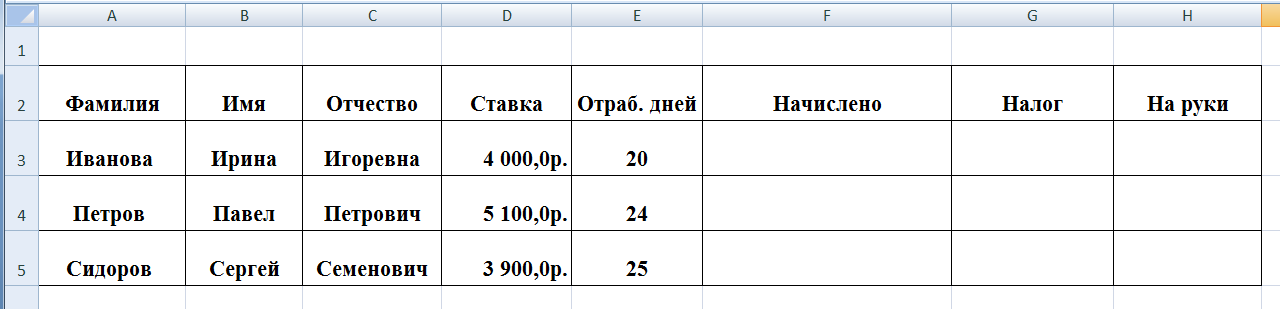 A B C D E F G H
1
2 Фамилия Имя Отчество Ставка Отраб. дней Начислено Налог На руки
3 Иванова Ирина Игоревна 4 000,0р. 20
4 Петров Павел Петрович 5 100,0р. 24
5 Сидоров Сергей Семенович 3 900,0р. 25